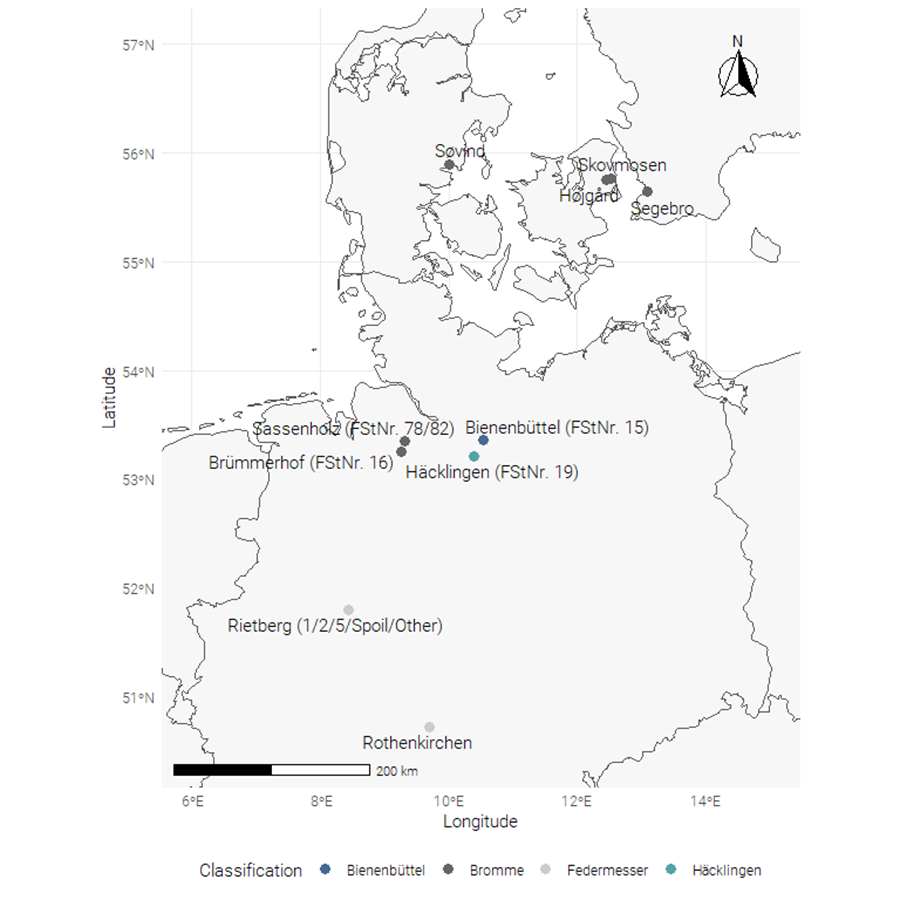 57°N
N
56°N
Søvind
Skovmosen
Højgård
Segebro
55°N
54°N
Latitude
Sassenholz (FStNr. 78/82)
Bienenbüttel (FStNr. 15)
Brümmerhof (FStNr. 16)
Häcklingen (FStNr. 19)
53°N
52°N
Rietberg (1/2/5/Spoil/Other)
51°N
Rothenkirchen
200 km
6°E 8°E 10°E 12°E 14°E
Longitude
Classification Bienenbüttel Bromme Federmesser Häcklingen